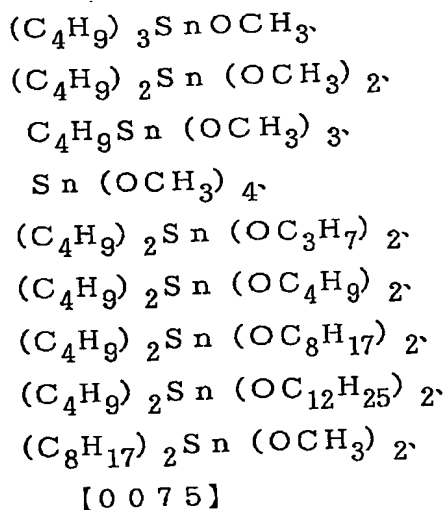 (C₄H₉)₃SnOCH₃、
(C₄H₉)₂Sn(OCH₃)₂、
C₄H₉Sn(OCH₃)₃、
Sn(OCH₃)₄、
(C₄H₉)₂Sn(OC₃H₇)₂、
(C₄H₉)₂Sn(OC₄H₉)₂、
(C₄H₉)₂Sn(OC₈H₁₇)₂、
(C₄H₉)₂Sn(OC₁₂H₂₅)₂、
(C₈H₁₇)₂Sn(OCH₃)₂、
【0075】